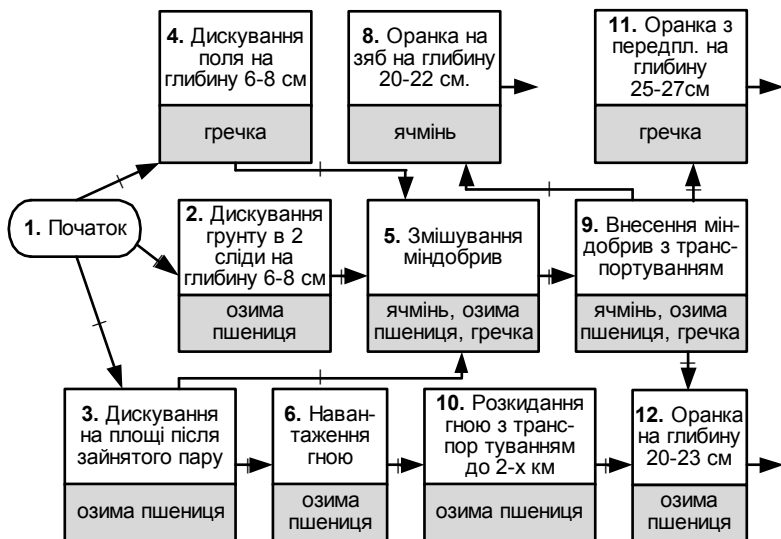 4. Дискування
поля на
глибину 6-8 см
гречка
8. Оранка на
зяб на глибину
20-22 см.
ячмінь
11. Оранка з
передпл. на
глибину
25-27см
гречка
1. Початок
2. Дискування
грунту в 2
сліди на
глибину 6-8 см
озима
пшениця
5. Змішування
міндобрив
ячмінь, озима
пшениця, гречка
9. Внесення мін-
добрив з транс-
портуванням
ячмінь, озима
пшениця, гречка
3. Дискування
на площі після
зайнятого пару
озима пшениця
6. Наван-
таження
гною
озима
пшениця
10. Розкидання
гною з транс
пор туванням
до 2-х км
озима пшениця
12. Оранка
на глибину
20-23 см
озима
пшениця